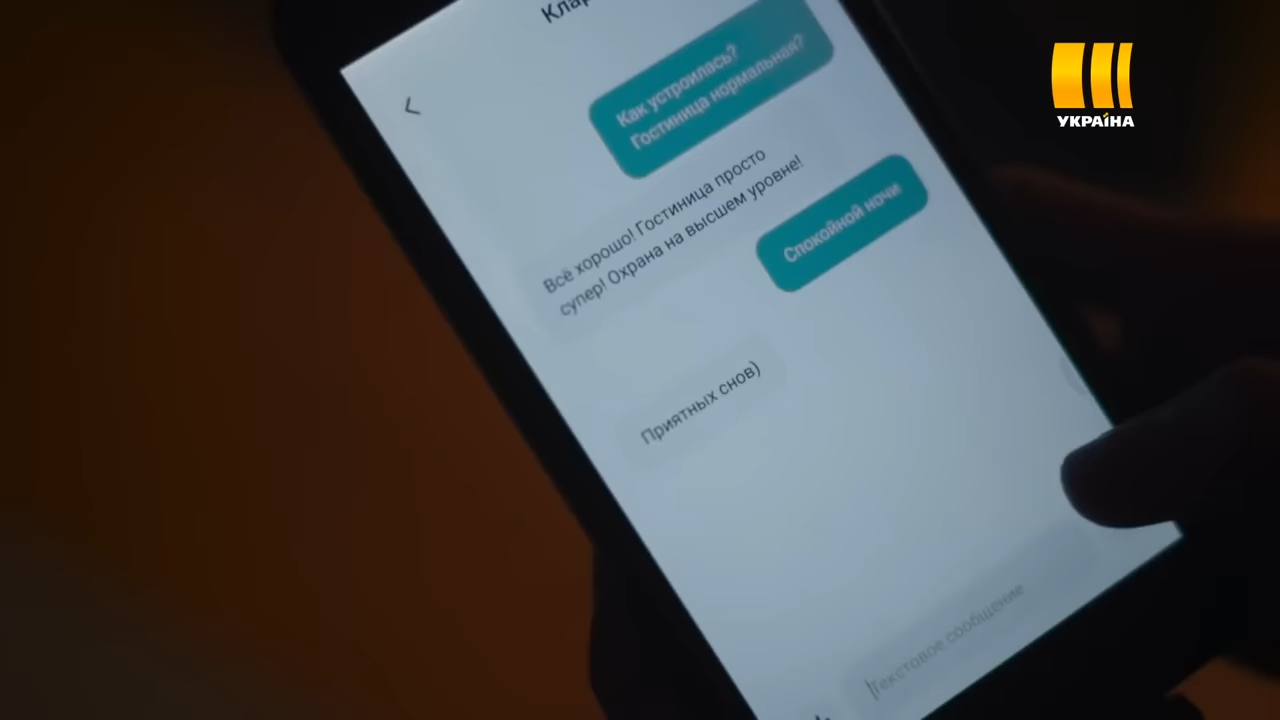 Как устроилась?
Гостиница нормальная?
Всё хорошо! Гостиница просто
супер! Охрана на высшем уровне!
Спокойной ночи
Приятных снов)
Текстовое сообщение
УКРАЇНА